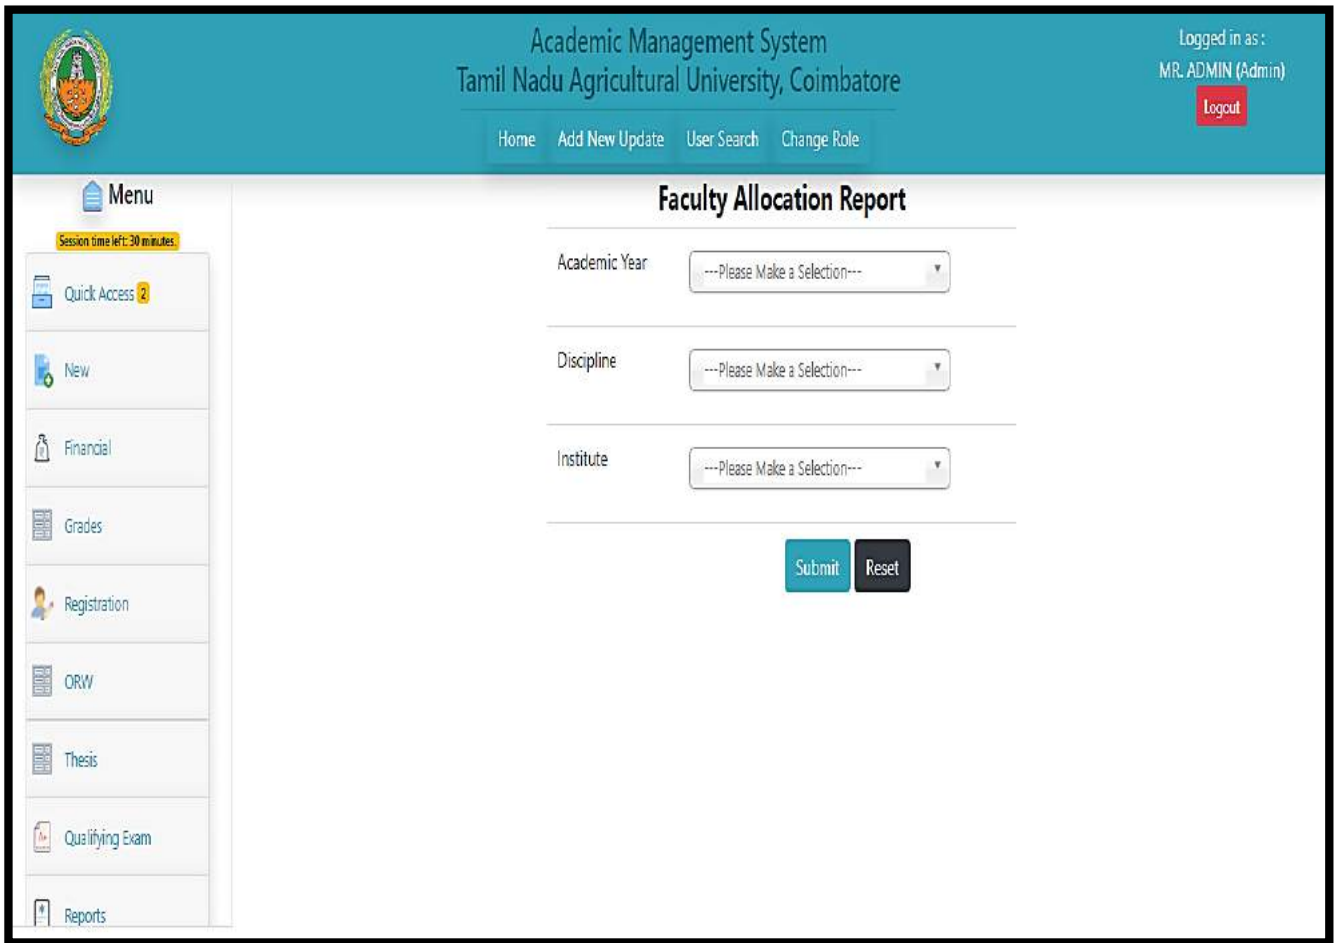 Academic Management System
Tamil Nadu Agricultural University, Coimbatore
Logged in as :
MR. ADMIN (Admin)
Logout
Home Add New Update User Search Change Role
Menu
Session time left: 30 minutes.
Quick Access 2
New
Financial
Grades
Registration
ORW
Thesis
Qualifying Exam
Reports
Faculty Allocation Report
Academic Year ---Please Make a Selection---
Discipline ---Please Make a Selection---
Institute ---Please Make a Selection---
Submit Reset